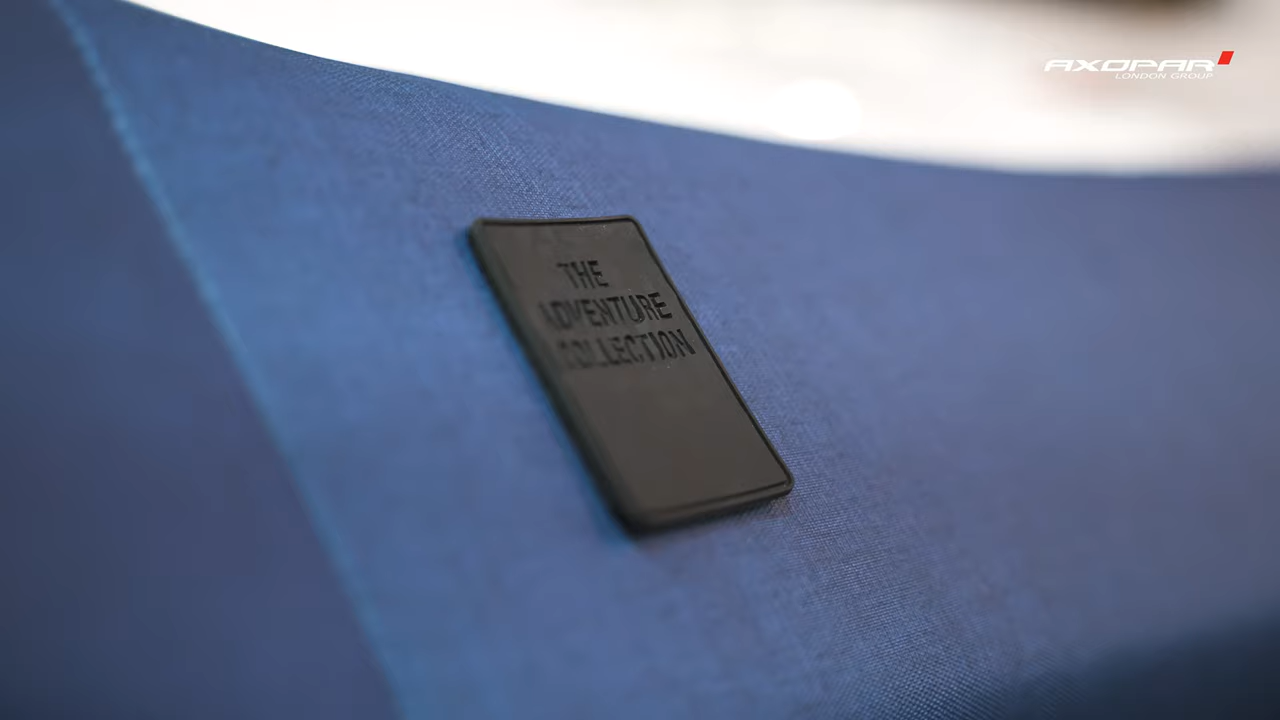 AXOPAR
LONDON GROUP
THE
ADVENTURE
COLLECTION